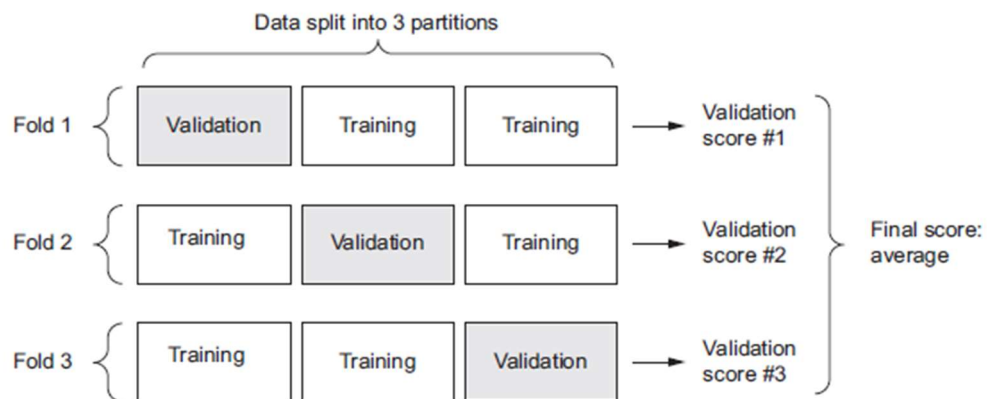 Data split into 3 partitions
Fold 1
Validation
Training
Training
Validation
score #1
Fold 2
Training
Validation
Training
Validation
score #2
Final score:
average
Fold 3
Training
Training
Validation
Validation
score #3